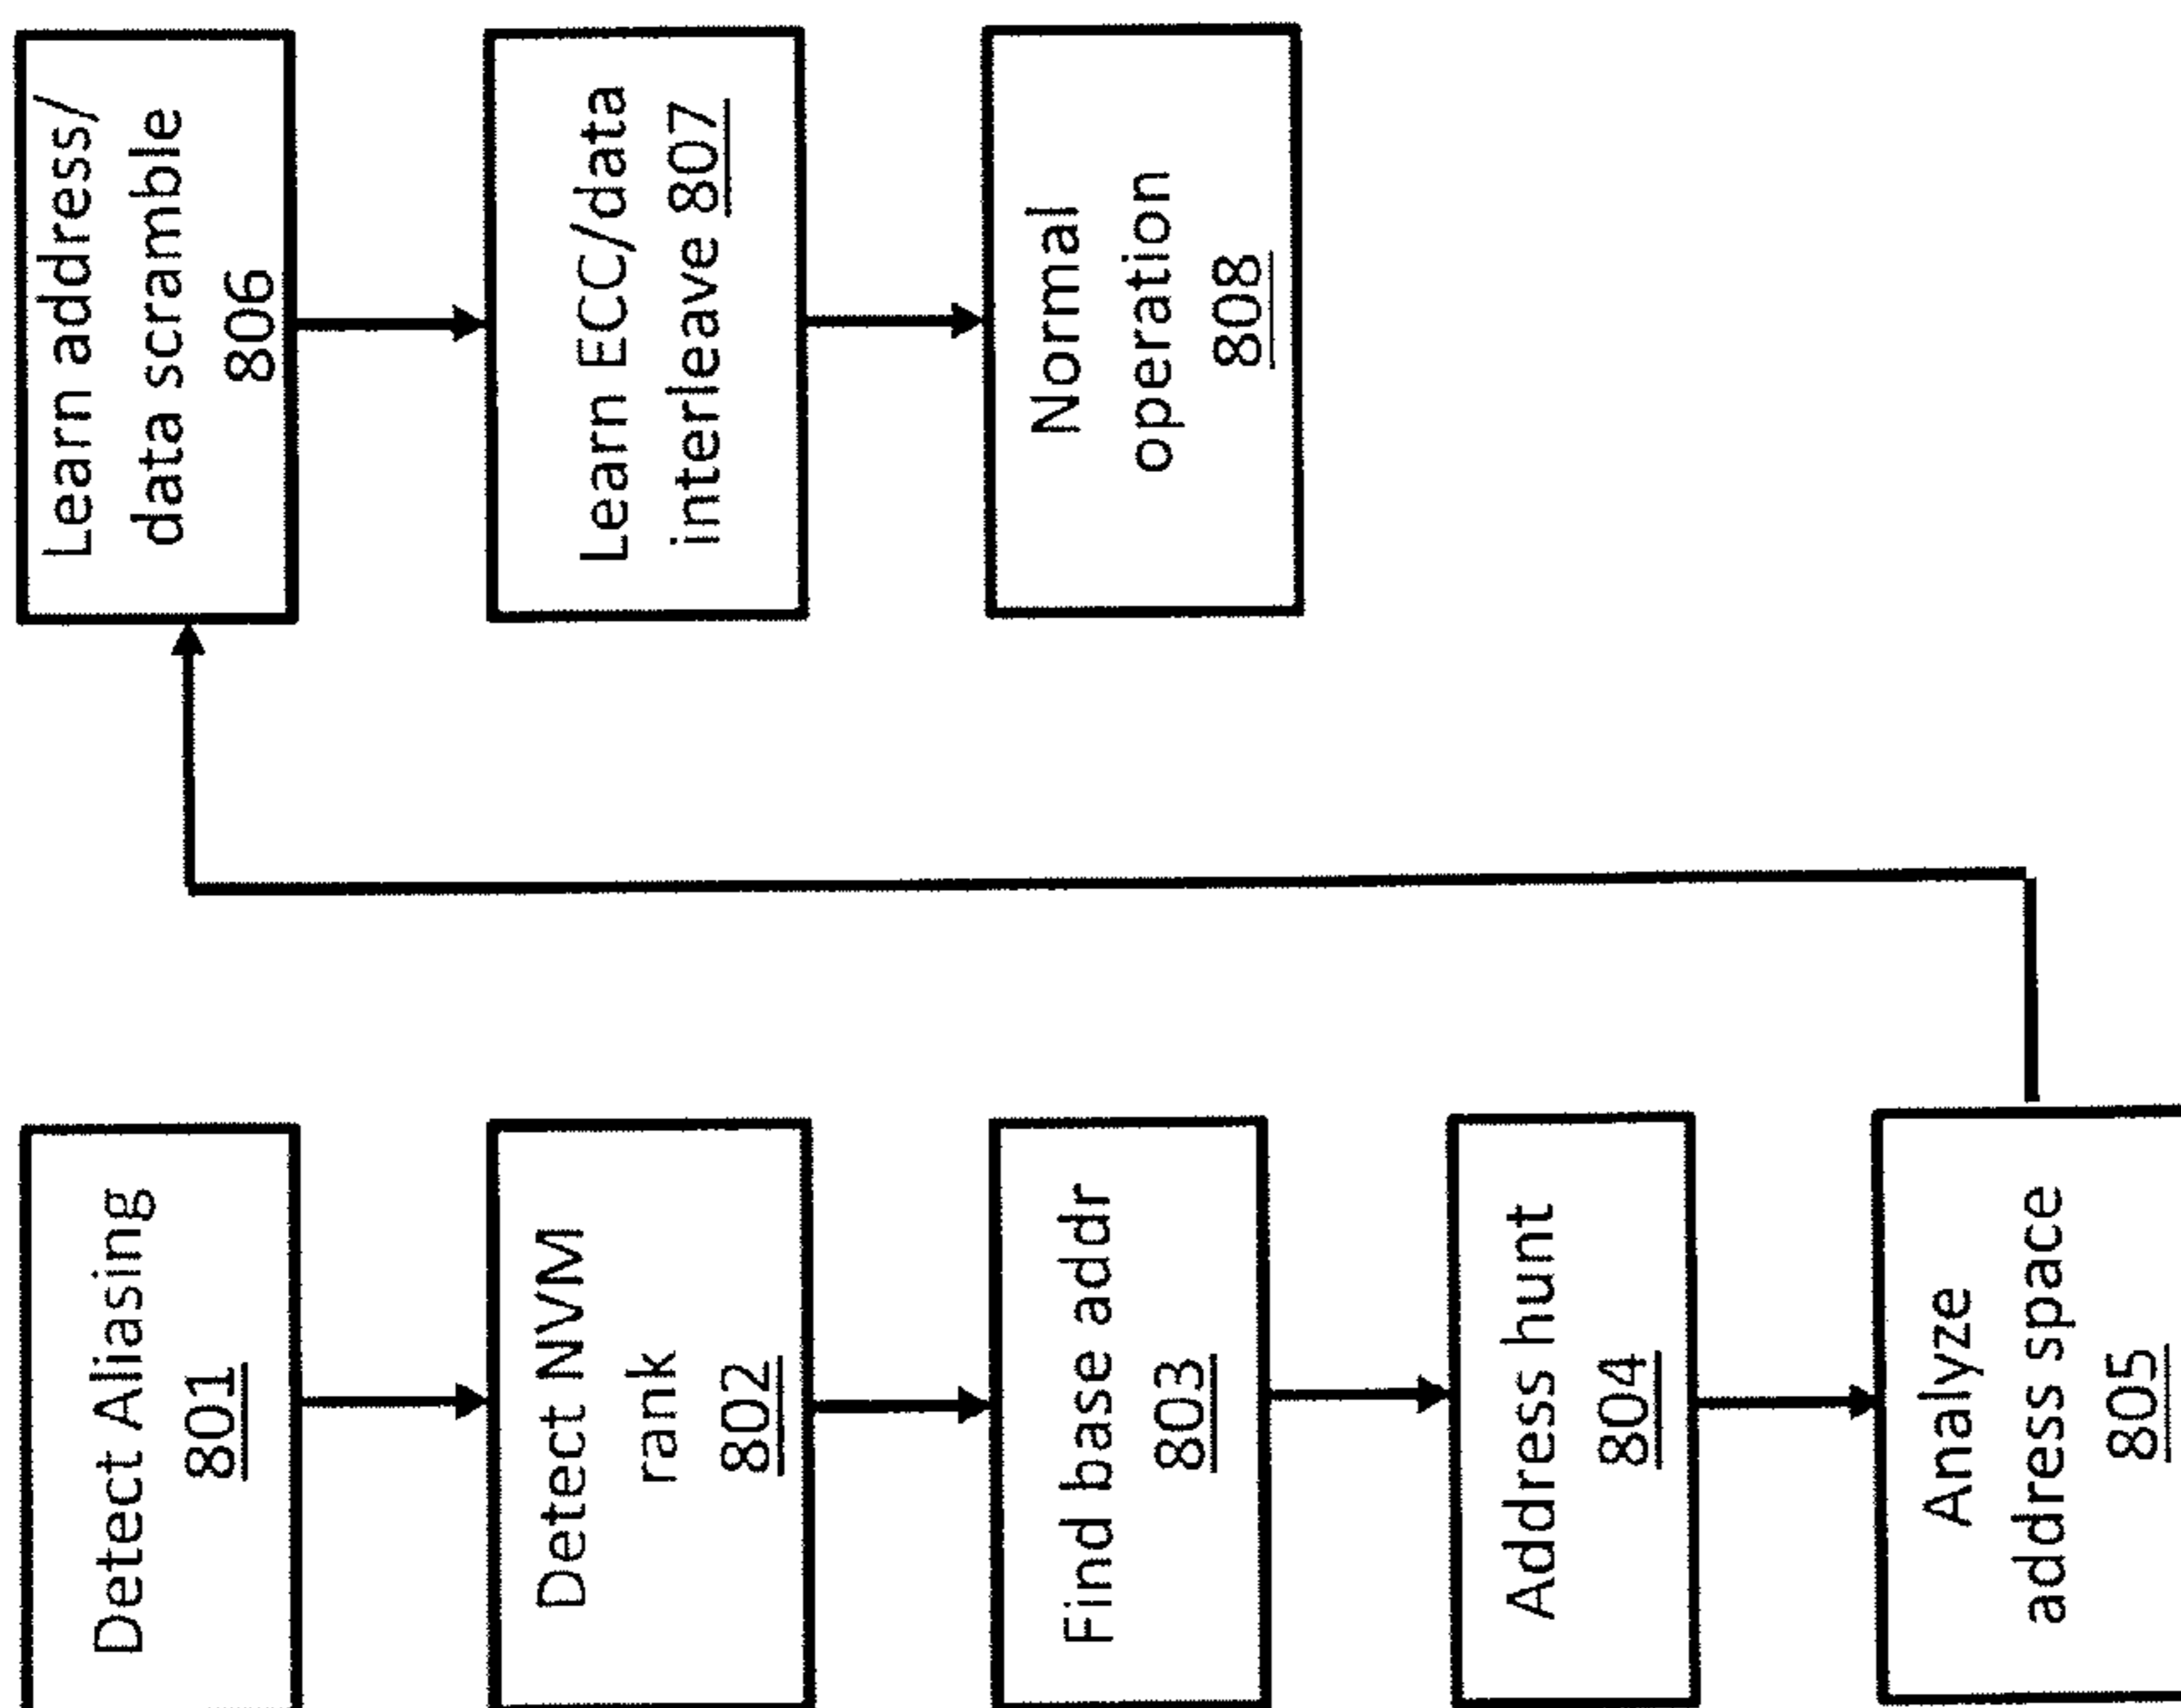 Detect Aliasing
801
Detect NVM
rank
802
Find base addr
803
Address hunt
804
Analyze
address space
805
Learn address/
data scramble
806
Learn ECC/data
interleave 807
Normal
operation
808